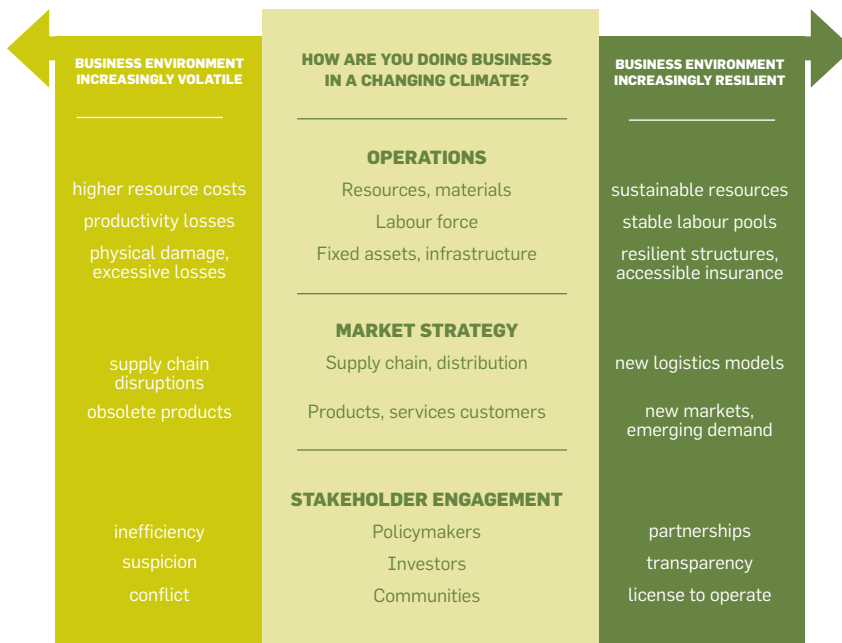 BUSINESS ENVIRONMENT
INCREASINGLY VOLATILE
higher resource costs
productivity losses
physical damage,
excessive losses
supply chain
disruptions
obsolete products
inefficiency
suspicion
conflict
HOW ARE YOU DOING BUSINESS
IN A CHANGING CLIMATE?
OPERATIONS
Resources, materials
Labour force
Fixed assets, infrastructure
MARKET STRATEGY
Supply chain, distribution
Products, services customers
STAKEHOLDER ENGAGEMENT
Policymakers
Investors
Communities
BUSINESS ENVIRONMENT
INCREASINGLY RESILIENT
sustainable resources
stable labour pools
resilient structures,
accessible insurance
new logistics models
new markets,
emerging demand
partnerships
transparency
license to operate